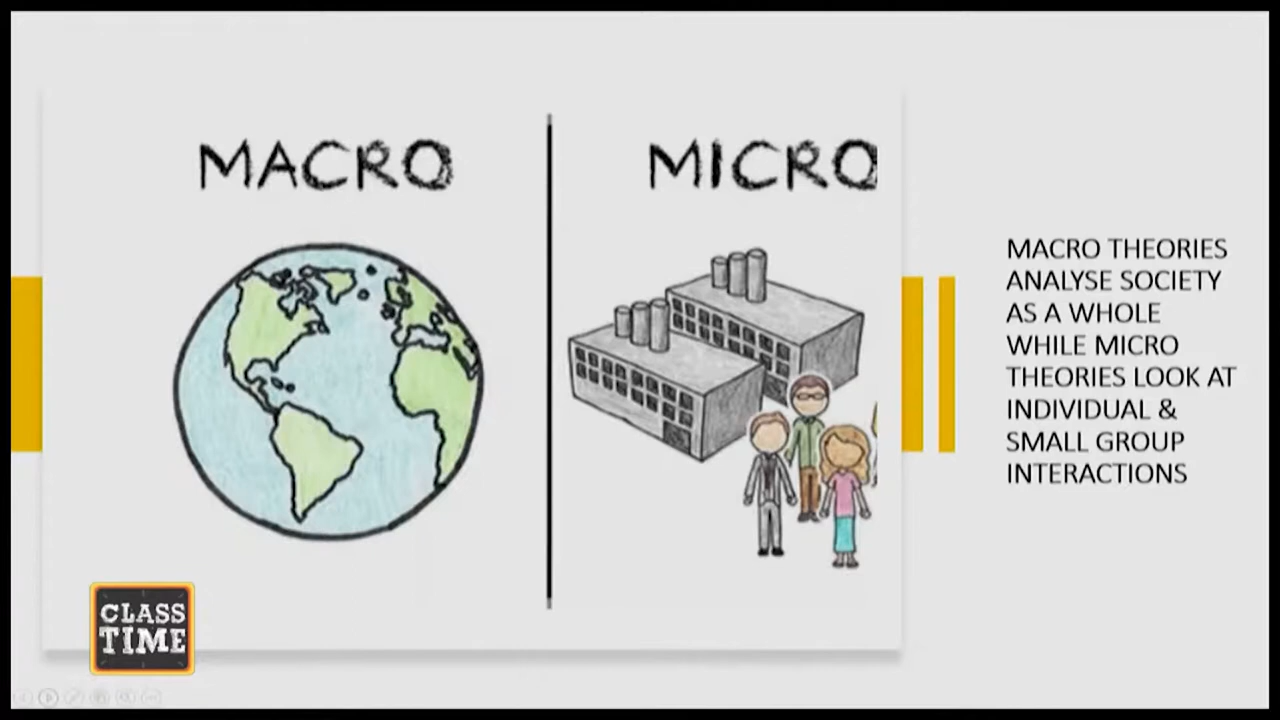 MACRO
MICRO
MACRO THEORIES
ANALYSE SOCIETY
AS A WHOLE
WHILE MICRO
THEORIES LOOK AT
INDIVIDUAL &
SMALL GROUP
INTERACTIONS
CLASS
TIME